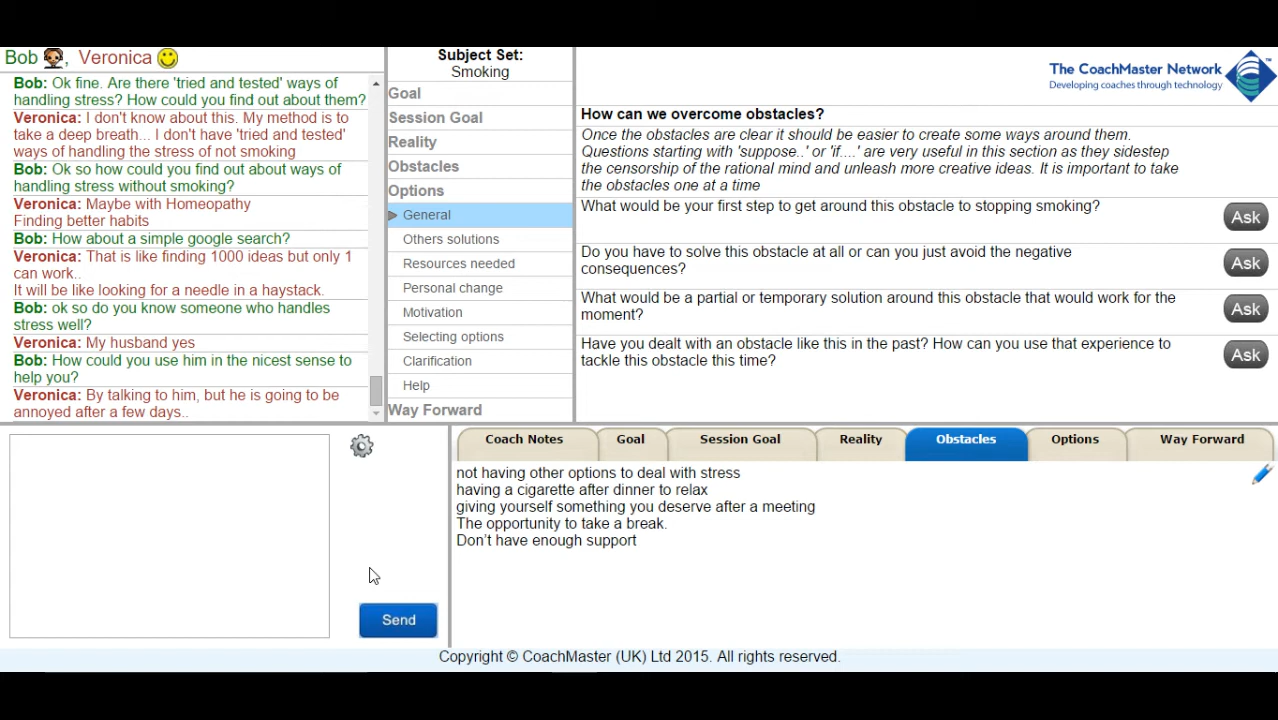 Bob , Veronica
Bob: Ok fine. Are there 'tried and tested' ways of
handling stress? How could you find out about them?
Veronica: I don't know about this. My method is to
take a deep breath... I don't have 'tried and tested'
ways of handling the stress of not smoking
Bob: Ok so how could you find out about ways of
handling stress without smoking?
Veronica: Maybe with Homeopathy
Finding better habits
Bob: How about a simple google search?
Veronica: That is like finding 1000 ideas but only 1
can work..
It will be like looking for a needle in a haystack.
Bob: ok so do you know someone who handles
stress well?
Veronica: My husband yes
Bob: How could you use him in the nicest sense to
help you?
Veronica: By talking to him, but he is going to be
annoyed after a few days..
Subject Set:
Smoking
Goal
Session Goal
Reality
Obstacles
Options
General
Others solutions
Resources needed
Personal change
Motivation
Selecting options
Clarification
Help
Way Forward
The CoachMaster Network
Developing coaches through technology
TM
How can we overcome obstacles?
Once the obstacles are clear it should be easier to create some ways around them.
Questions starting with 'suppose..' or 'if....' are very useful in this section as they sidestep
the censorship of the rational mind and unleash more creative ideas. It is important to take
the obstacles one at a time
What would be your first step to get around this obstacle to stopping smoking?
Ask
Do you have to solve this obstacle at all or can you just avoid the negative
consequences?
Ask
What would be a partial or temporary solution around this obstacle that would work for the
moment?
Ask
Have you dealt with an obstacle like this in the past? How can you use that experience to
tackle this obstacle this time?
Ask
Send
Coach Notes
Goal
Session Goal
Reality
Obstacles
Options
Way Forward
not having other options to deal with stress
having a cigarette after dinner to relax
giving yourself something you deserve after a meeting
The opportunity to take a break.
Don't have enough support
Copyright © CoachMaster (UK) Ltd 2015. All rights reserved.